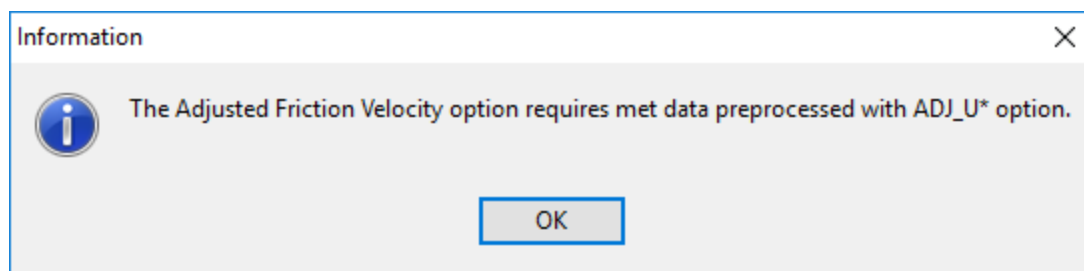 Information
The Adjusted Friction Velocity option requires met data preprocessed with ADJ_U* option.
OK